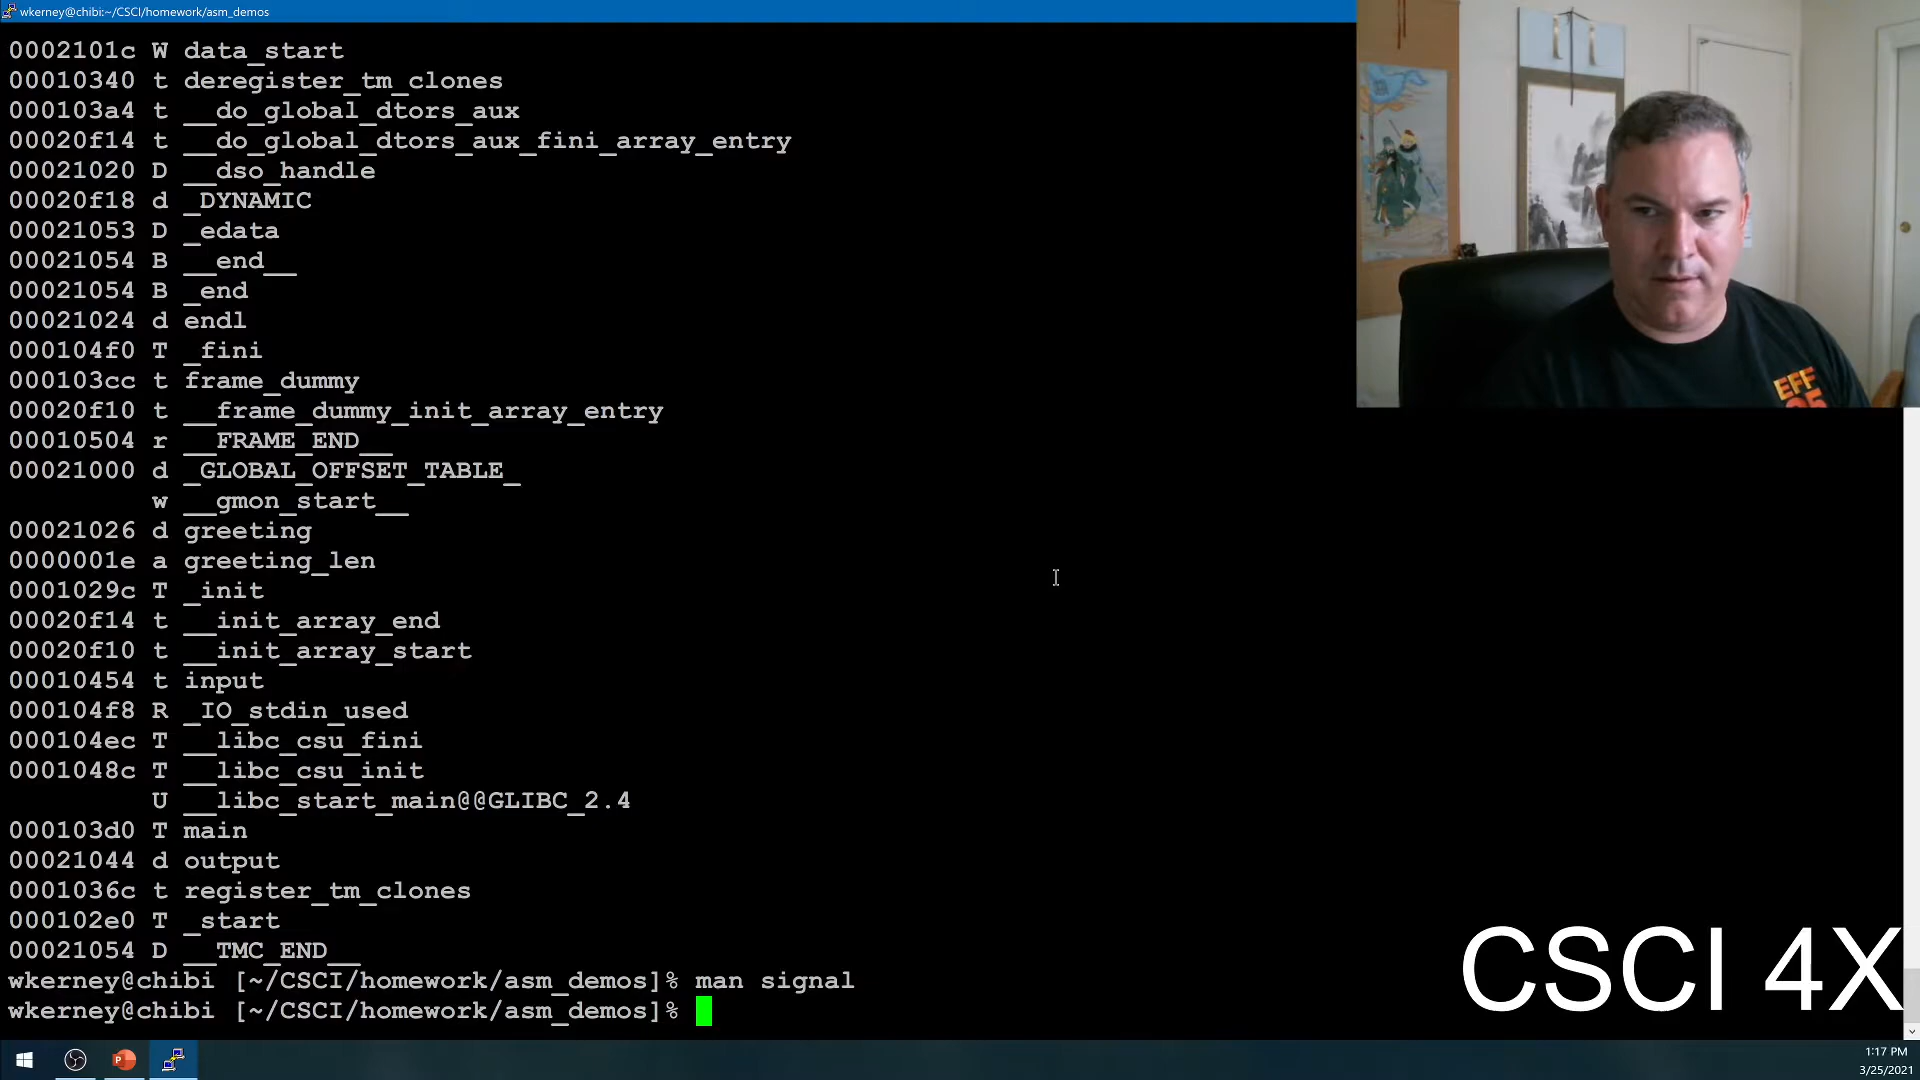 wkerney@chibi:~/CSCI/homework/asm_demos
0002101c W data_start
00010340 t deregister_tm_clones
000103a4 t __do_global_dtors_aux
00020f14 t __do_global_dtors_aux_fini_array_entry
00021020 D __dso_handle
00020f18 d _DYNAMIC
00021053 D _edata
00021054 B __end__
00021054 B _end
00021024 d endl
000104f0 T _fini
000103cc t frame_dummy
00020f10 t __frame_dummy_init_array_entry
00010504 r __FRAME_END__
00021000 d _GLOBAL_OFFSET_TABLE_
w __gmon_start__
00021026 d greeting
0000001e a greeting_len
0001029c T _init
00020f14 t __init_array_end
00020f10 t __init_array_start
00010454 t input
000104f8 R _IO_stdin_used
000104ec T __libc_csu_fini
0001048c T __libc_csu_init
U __libc_start_main@@GLIBC_2.4
000103d0 T main
00021044 d output
0001036c t register_tm_clones
000102e0 T _start
00021054 D __TMC_END__
wkerney@chibi [~/CSCI/homework/asm_demos]% man signal
wkerney@chibi [~/CSCI/homework/asm_demos]%
EFF
CSCI 4X
1:17 PM
3/25/2021